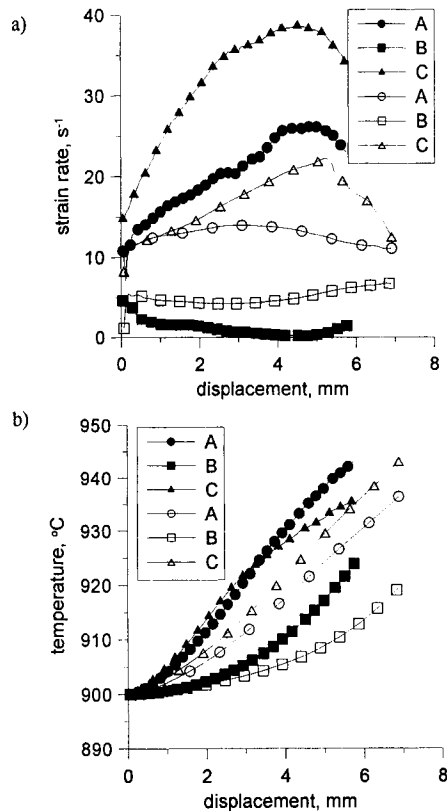 a)
40
30
20
10
0
strain rate, s⁻¹
A
B
C
A
B
C
0 2 4 6 8
displacement, mm
b)
950
940
930
920
910
900
890
temperature, ºC
A
B
C
A
B
C
0 2 4 6 8
displacement, mm